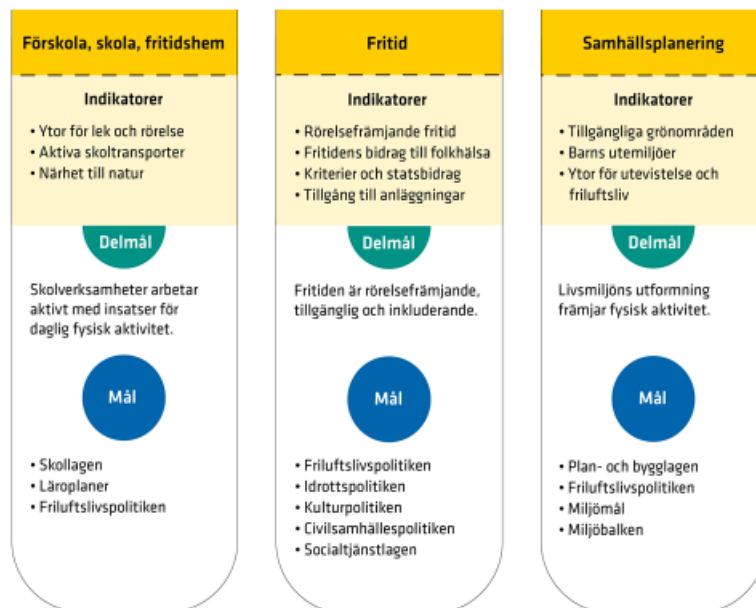 Förskola, skola, fritidshem
Indikatorer
• Ytor för lek och rörelse
• Aktiva skoltransporter
• Närhet till natur
Delmål
Skolverksamheter arbetar
aktivt med insatser för
daglig fysisk aktivitet.
Mål
• Skollagen
• Läroplaner
• Friluftslivspolitiken
Fritid
Indikatorer
• Rörelsefrämjande fritid
• Fritidens bidrag till folkhälsa
• Kriterier och statsbidrag
• Tillgång till anläggningar
Delmål
Fritiden är rörelsefrämjande,
tillgänglig och inkluderande.
Mål
• Friluftslivspolitiken
• Idrottspolitiken
• Kulturpolitiken
• Civilsamhällespolitiken
• Socialtjänstlagen
Samhällsplanering
Indikatorer
• Tillgängliga grönområden
• Barns utemiljöer
• Ytor för utevistelse och
friluftsliv
Delmål
Livsmiljöns utformning
främjar fysisk aktivitet.
Mål
• Plan- och bygglagen
• Friluftslivspolitiken
• Miljömål
• Miljöbalken